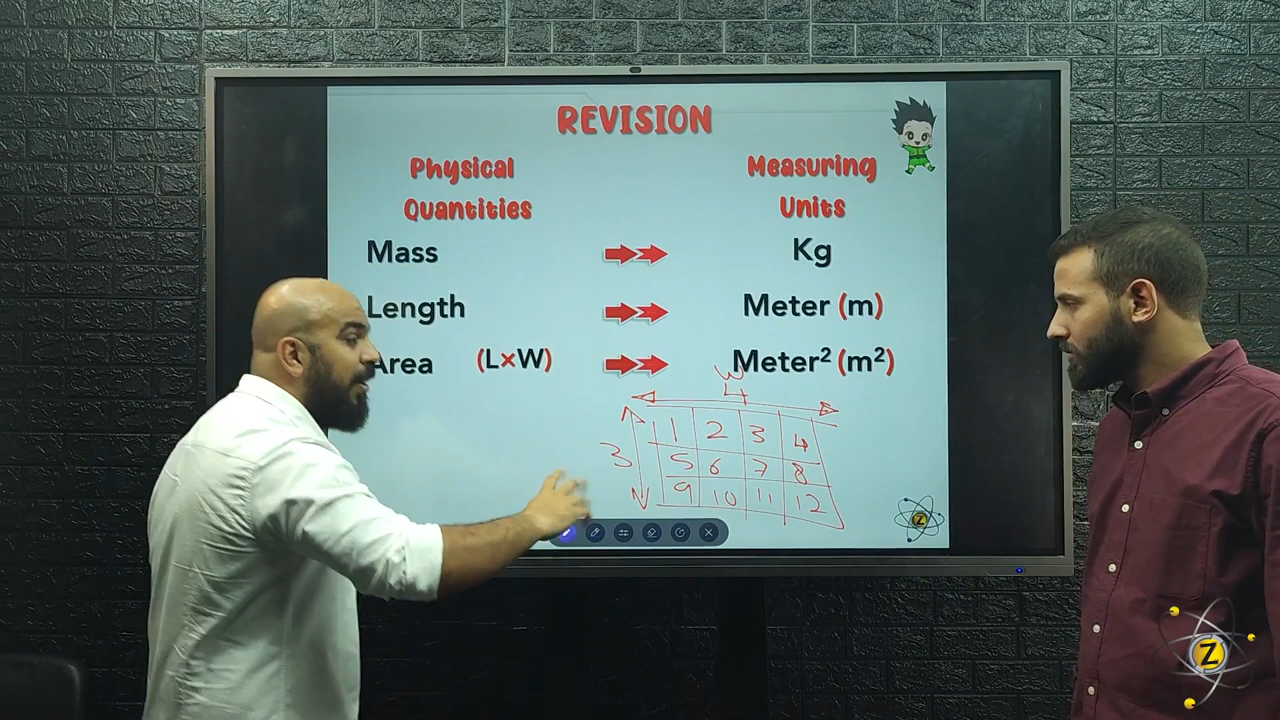 REVISION
Physical Quantities
Measuring Units
Mass
Kg
Length
Meter (m)
Area (L×W)
Meter² (m²)
W
4
3
1 2 3 4
5 6 7 8
9 10 11 12
Z
Z